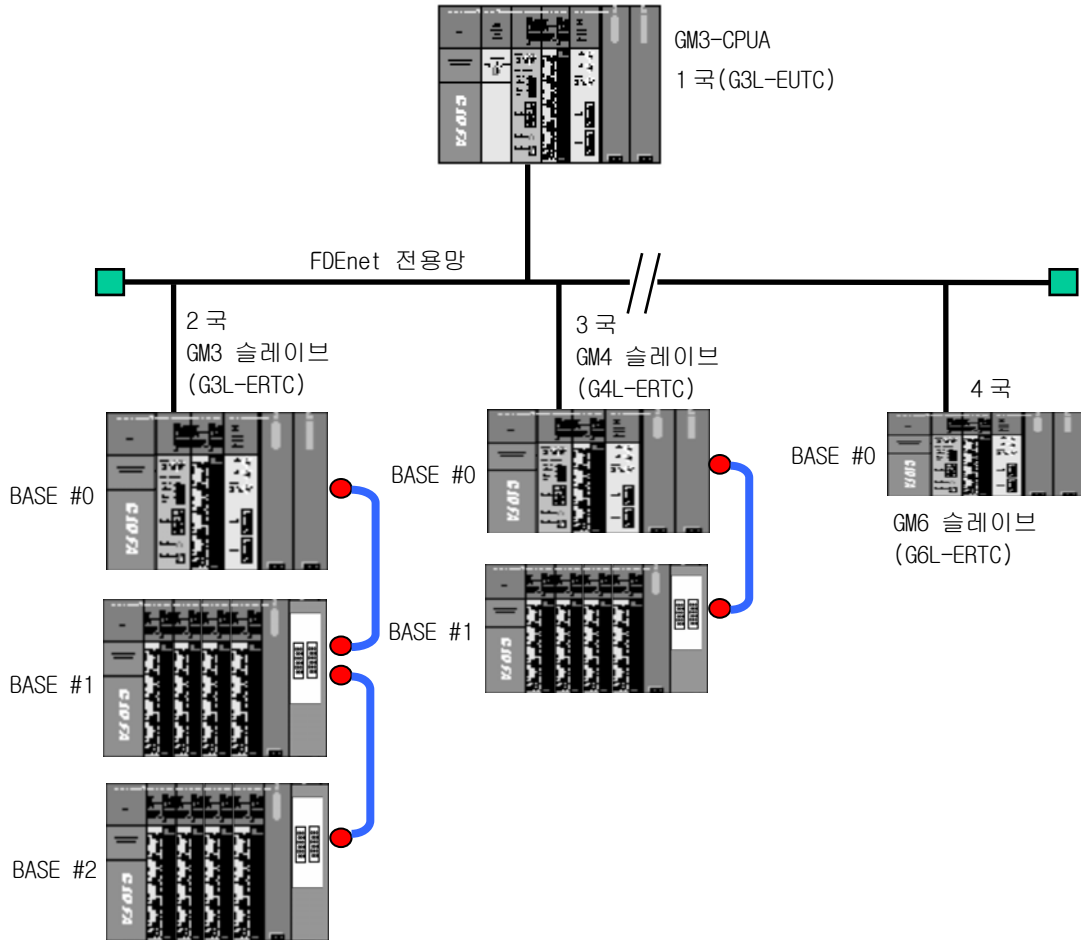 GM3-CPUA
1 국(G3L-EUTC)
FDEnet 전용망
2 국
GM3 슬레이브
(G3L-ERTC)
3 국
GM4 슬레이브
(G4L-ERTC)
4 국
BASE #0
BASE #0
BASE #0
GM6 슬레이브
(G6L-ERTC)
BASE #1
BASE #1
BASE #2